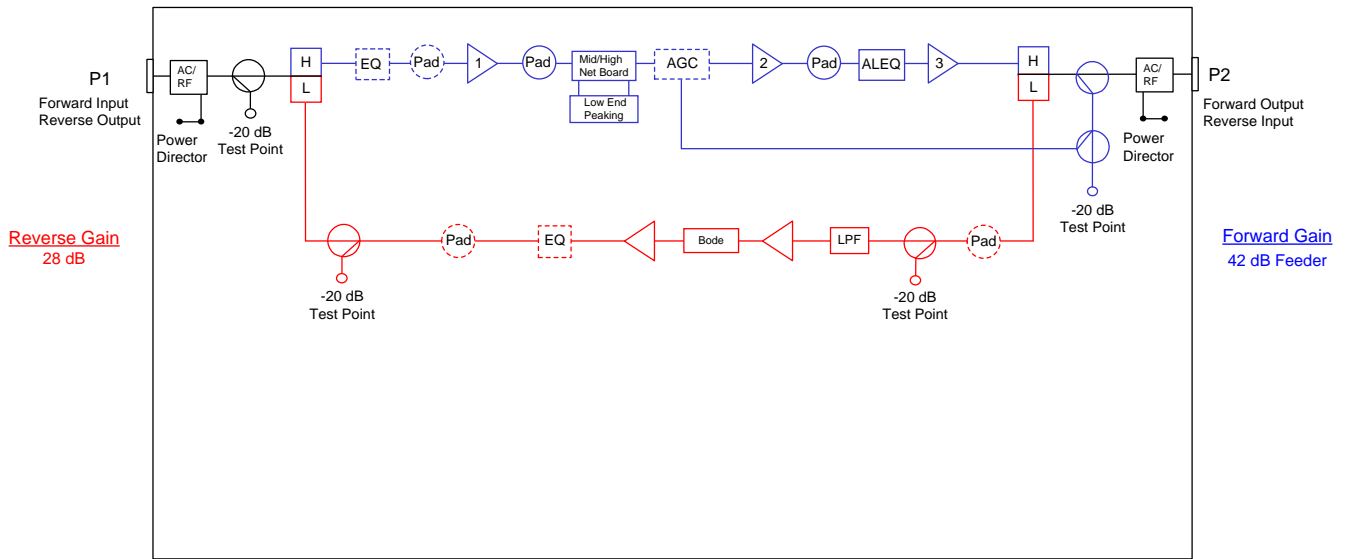 P1
Forward Input
Reverse Output
AC/
RF
Power
Director
-20 dB
Test Point
H
L
EQ
Pad
1
Pad
Mid/High
Net Board
Low End
Peaking
AGC
2
Pad
ALEQ
3
H
L
AC/
RF
Power
Director
P2
Forward Output
Reverse Input
-20 dB
Test Point
Reverse Gain
28 dB
-20 dB
Test Point
Pad
EQ
Bode
LPF
-20 dB
Test Point
Pad
Forward Gain
42 dB Feeder